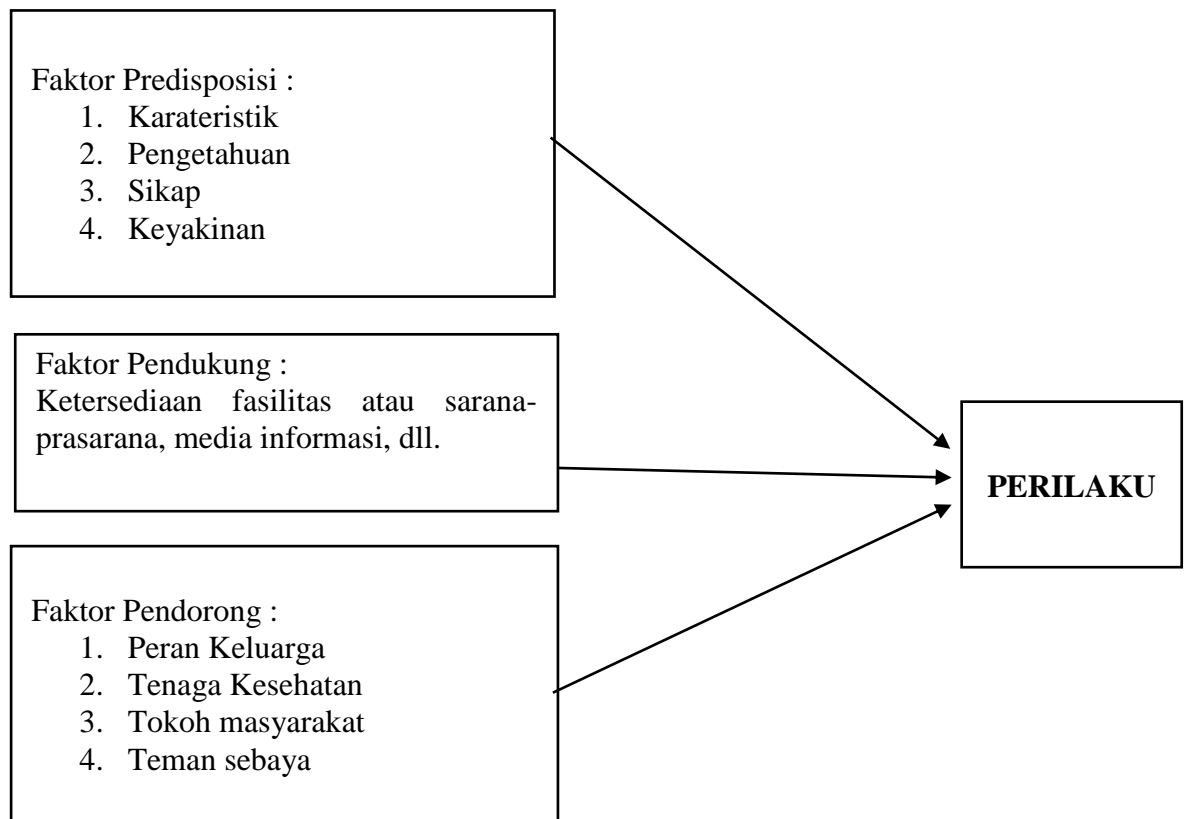 Faktor Predisposisi :
1. Karateristik
2. Pengetahuan
3. Sikap
4. Keyakinan
Faktor Pendukung :
Ketersediaan fasilitas atau sarana-
prasarana, media informasi, dll.
PERILAKU
Faktor Pendorong :
1. Peran Keluarga
2. Tenaga Kesehatan
3. Tokoh masyarakat
4. Teman sebaya